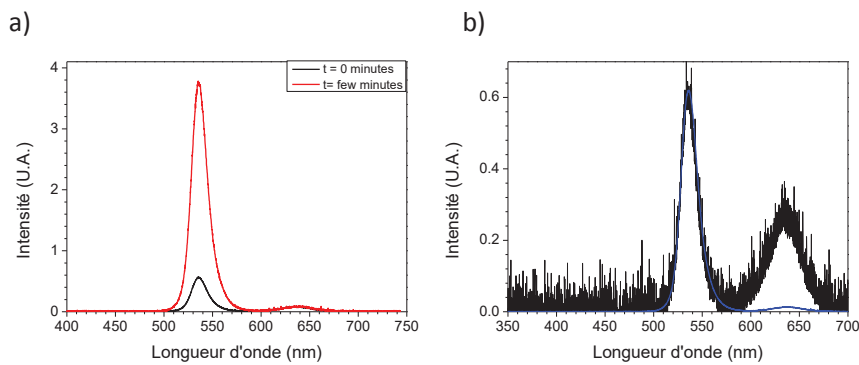 a)
b)
t = 0 minutes
t= few minutes
Intensité (U.A.)
4
3
2
1
0
400 450 500 550 600 650 700 750
Longueur d'onde (nm)
Intensité (U.A.)
0.6
0.4
0.2
0.0
350 400 450 500 550 600 650 700
Longueur d'onde (nm)